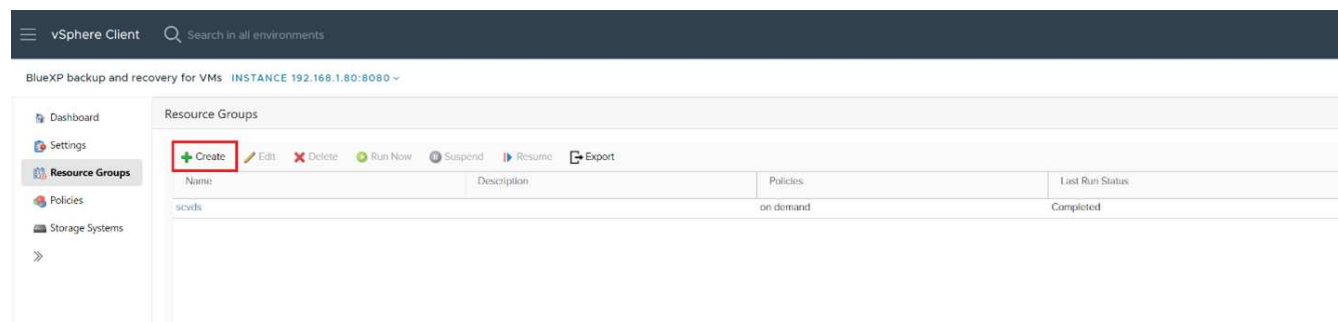 vSphere Client Search in all environments
BlueXP backup and recovery for VMs INSTANCE 192.168.1.80:8080
Dashboard
Settings
Resource Groups
Policies
Storage Systems
Resource Groups
Create Edit Delete Run Now Suspend Resume Export
Name Description Policies Last Run Status
scvds on demand Completed